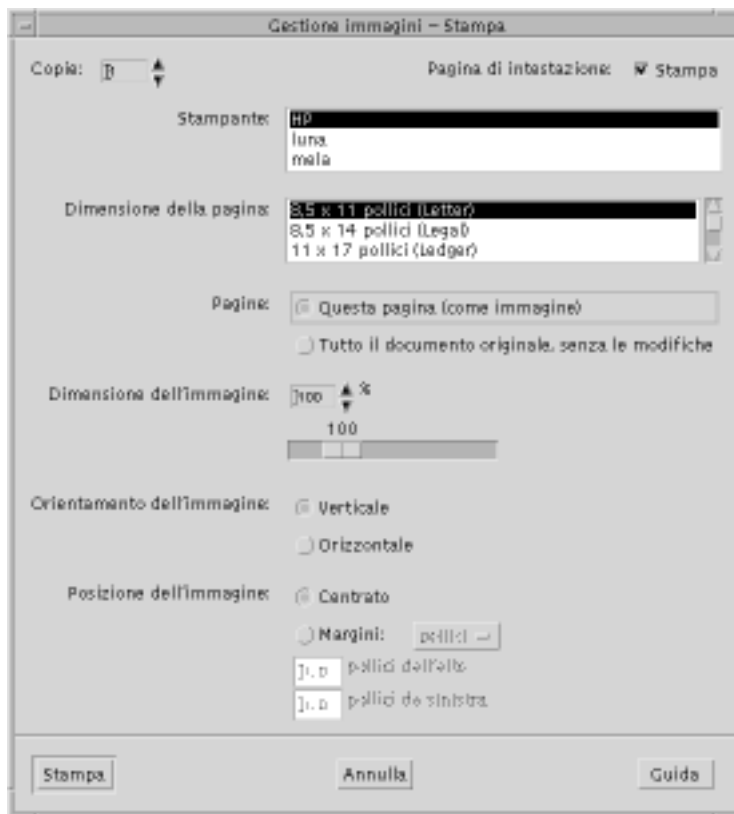 Gestione immagini – Stampa
Copie: 1
Pagina di intestazione: Stampa
Stampante: HP
luna
mela
Dimensione della pagina: 8,5 x 11 pollici (Letter)
8,5 x 14 pollici (Legal)
11 x 17 pollici (Ledger)
Pagine: Questa pagina (come immagine)
Tutto il documento originale, senza le modifiche
Dimensione dell'immagine: 100 %
100
Orientamento dell'immagine: Verticale
Orizzontale
Posizione dell'immagine: Centrato
Margini: pollici
pollici dall'alto
pollici da sinistra
Stampa Annulla Guida